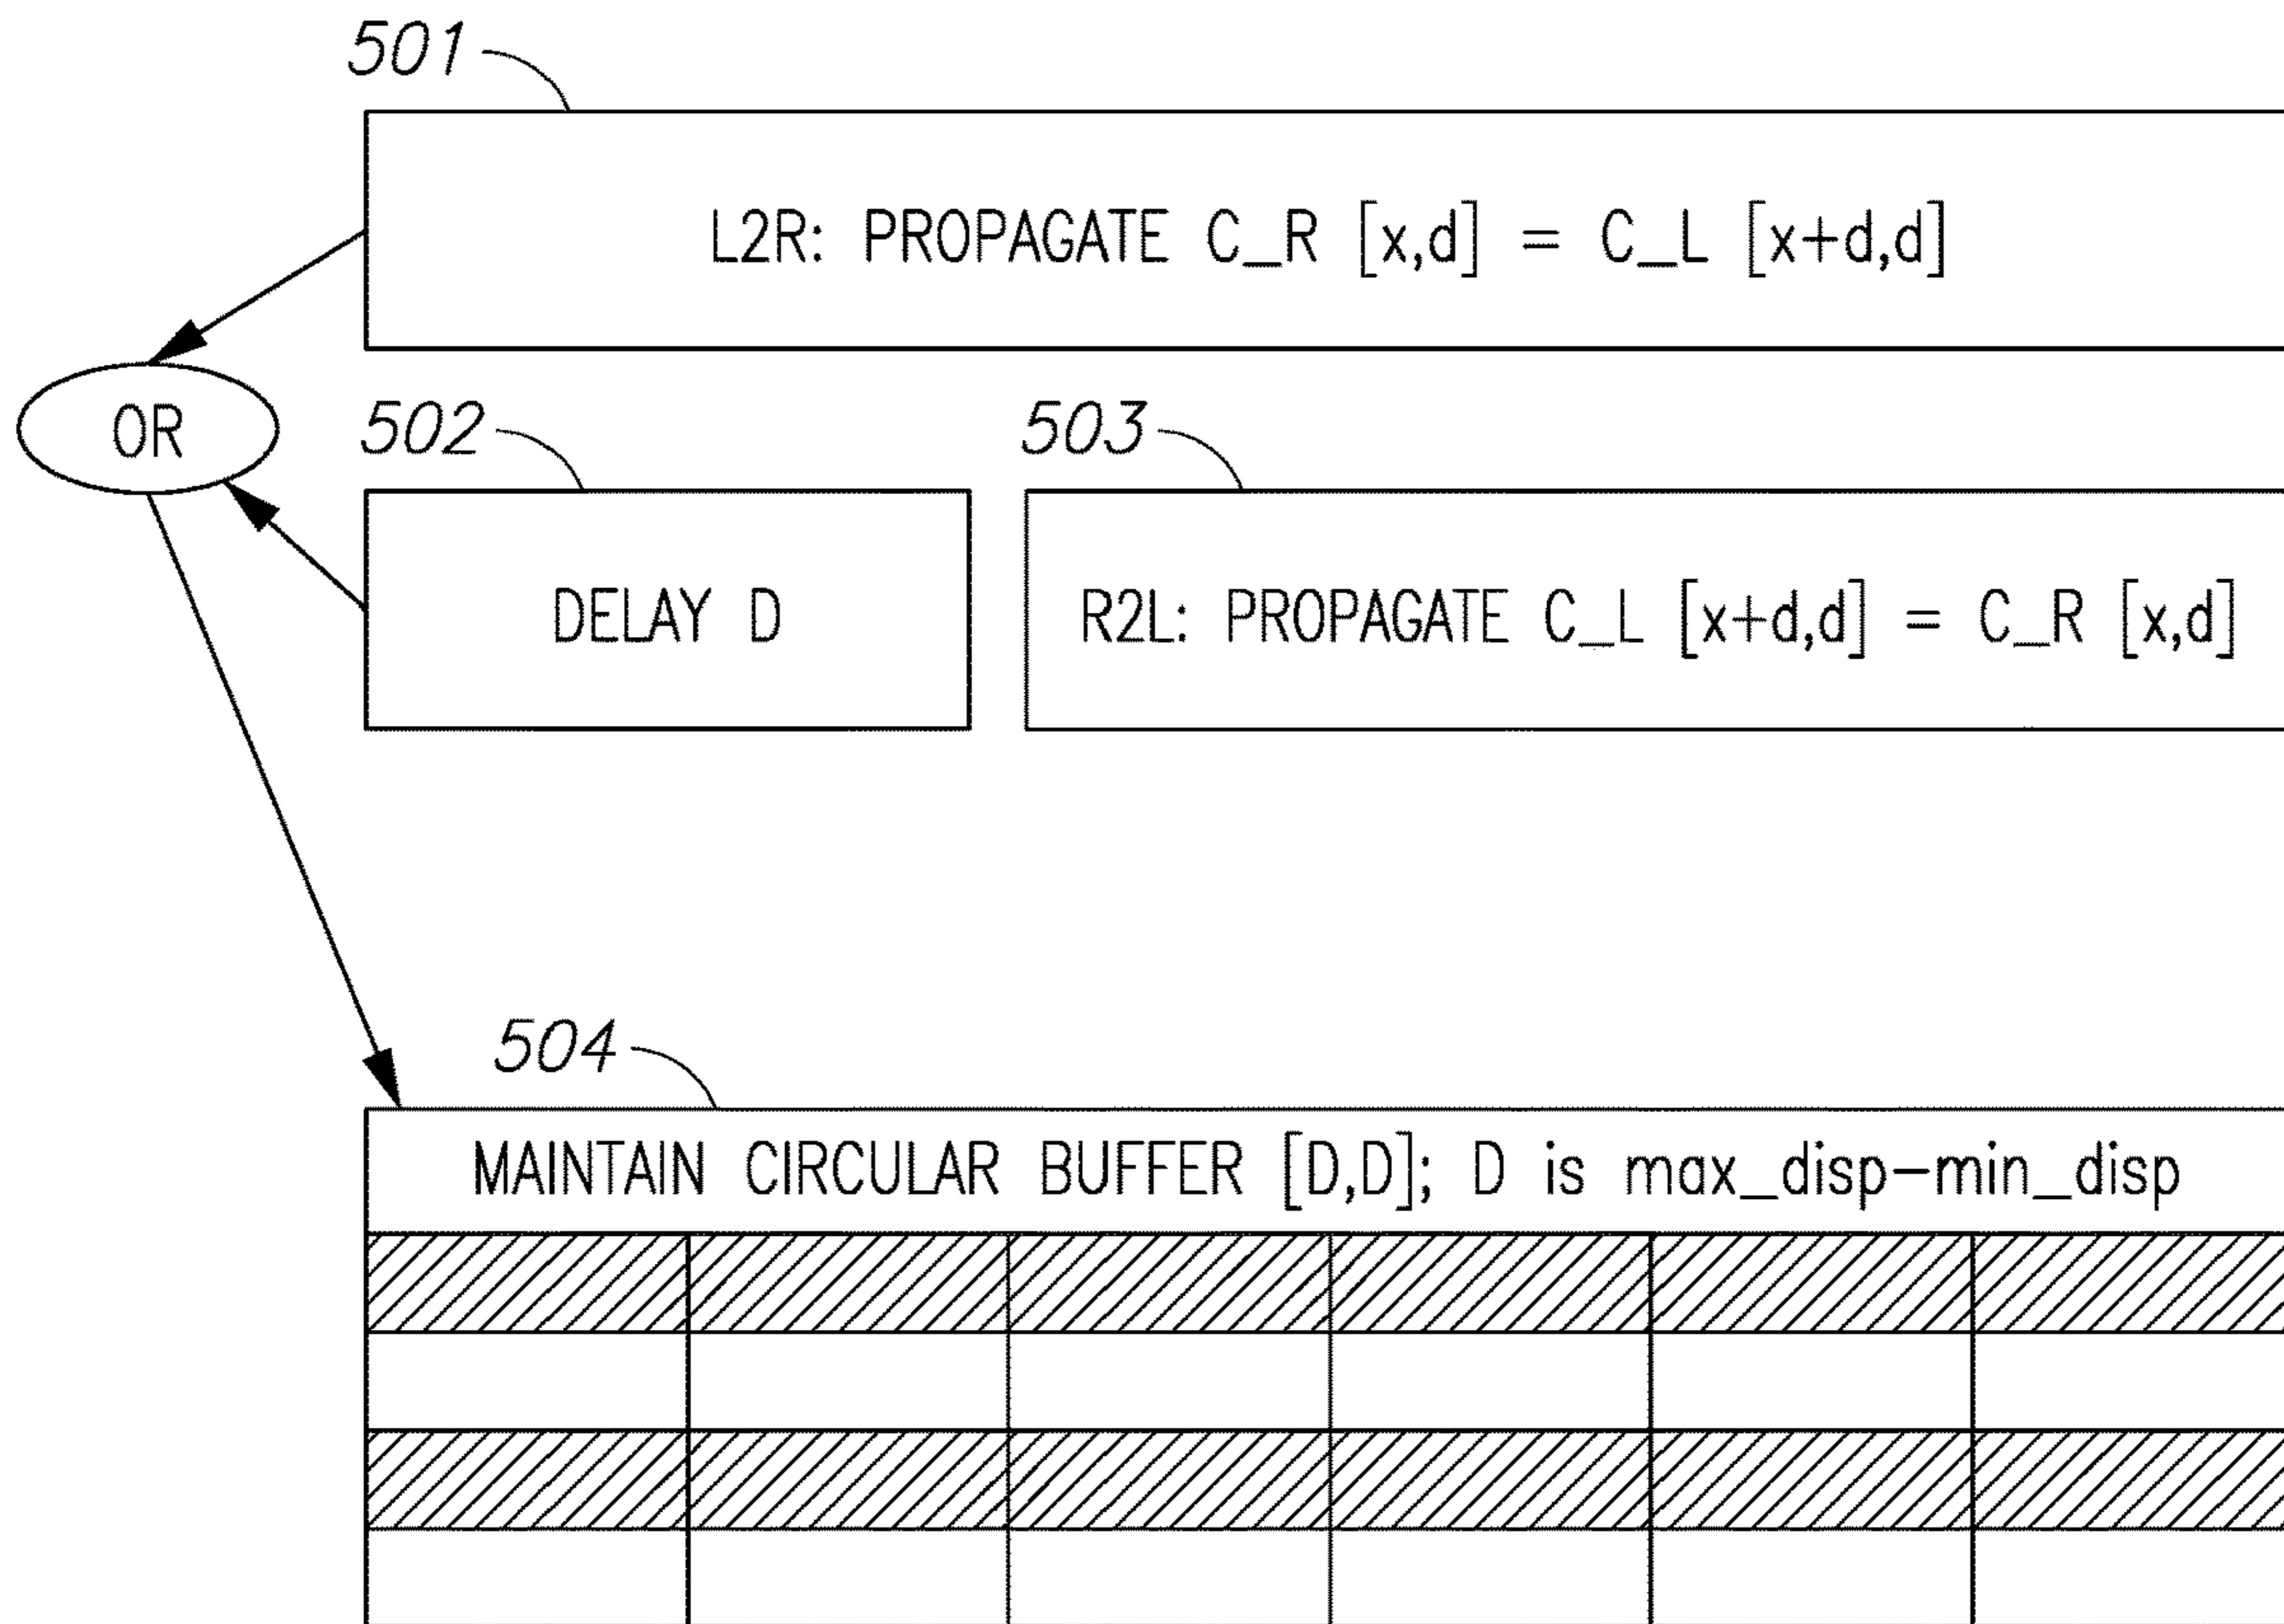 501
L2R: PROPAGATE C_R [x,d] = C_L [x+d,d]
OR
502
503
DELAY D
R2L: PROPAGATE C_L [x+d,d] = C_R [x,d]
504
MAINTAIN CIRCULAR BUFFER [D,D]; D is max_disp-min_disp